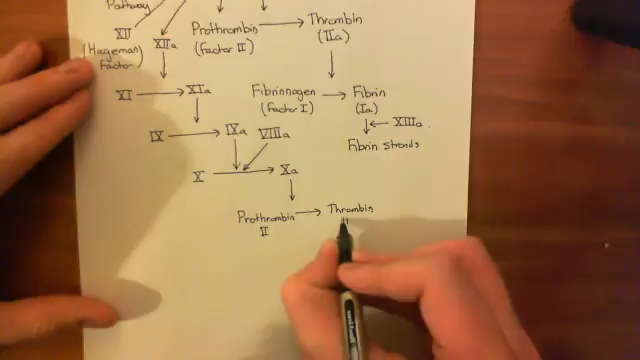 Pathway
XII
(Hageman
Factor
XIIa
Prothrombin
(Factor II)
Thrombin
(IIa)
XI
XIa
Fibrinnogen
(Factor I)
Fibrin
(Ia)
XIIIa
Fibrin strands
IX
IXa
VIIIa
X
Xa
Prothrombin
II
Thrombin